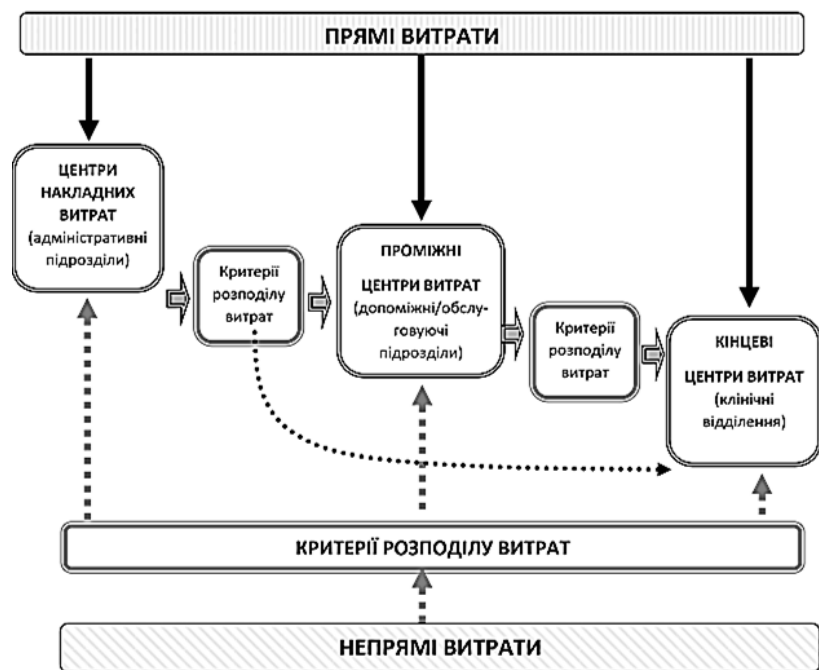 ПРЯМІ ВИТРАТИ
ЦЕНТРИ
НАКЛАДНИХ
ВИТРАТ
(адміністративні
підрозділи)
Критерії
розподілу
витрат
ПРОМІЖНІ
ЦЕНТРИ ВИТРАТ
(допоміжні/обслу-
говуючі
підрозділи)
Критерії
розподілу
витрат
КІНЦЕВІ
ЦЕНТРИ ВИТРАТ
(клінічні
відділення)
КРИТЕРІЇ РОЗПОДІЛУ ВИТРАТ
НЕПРЯМІ ВИТРАТИ